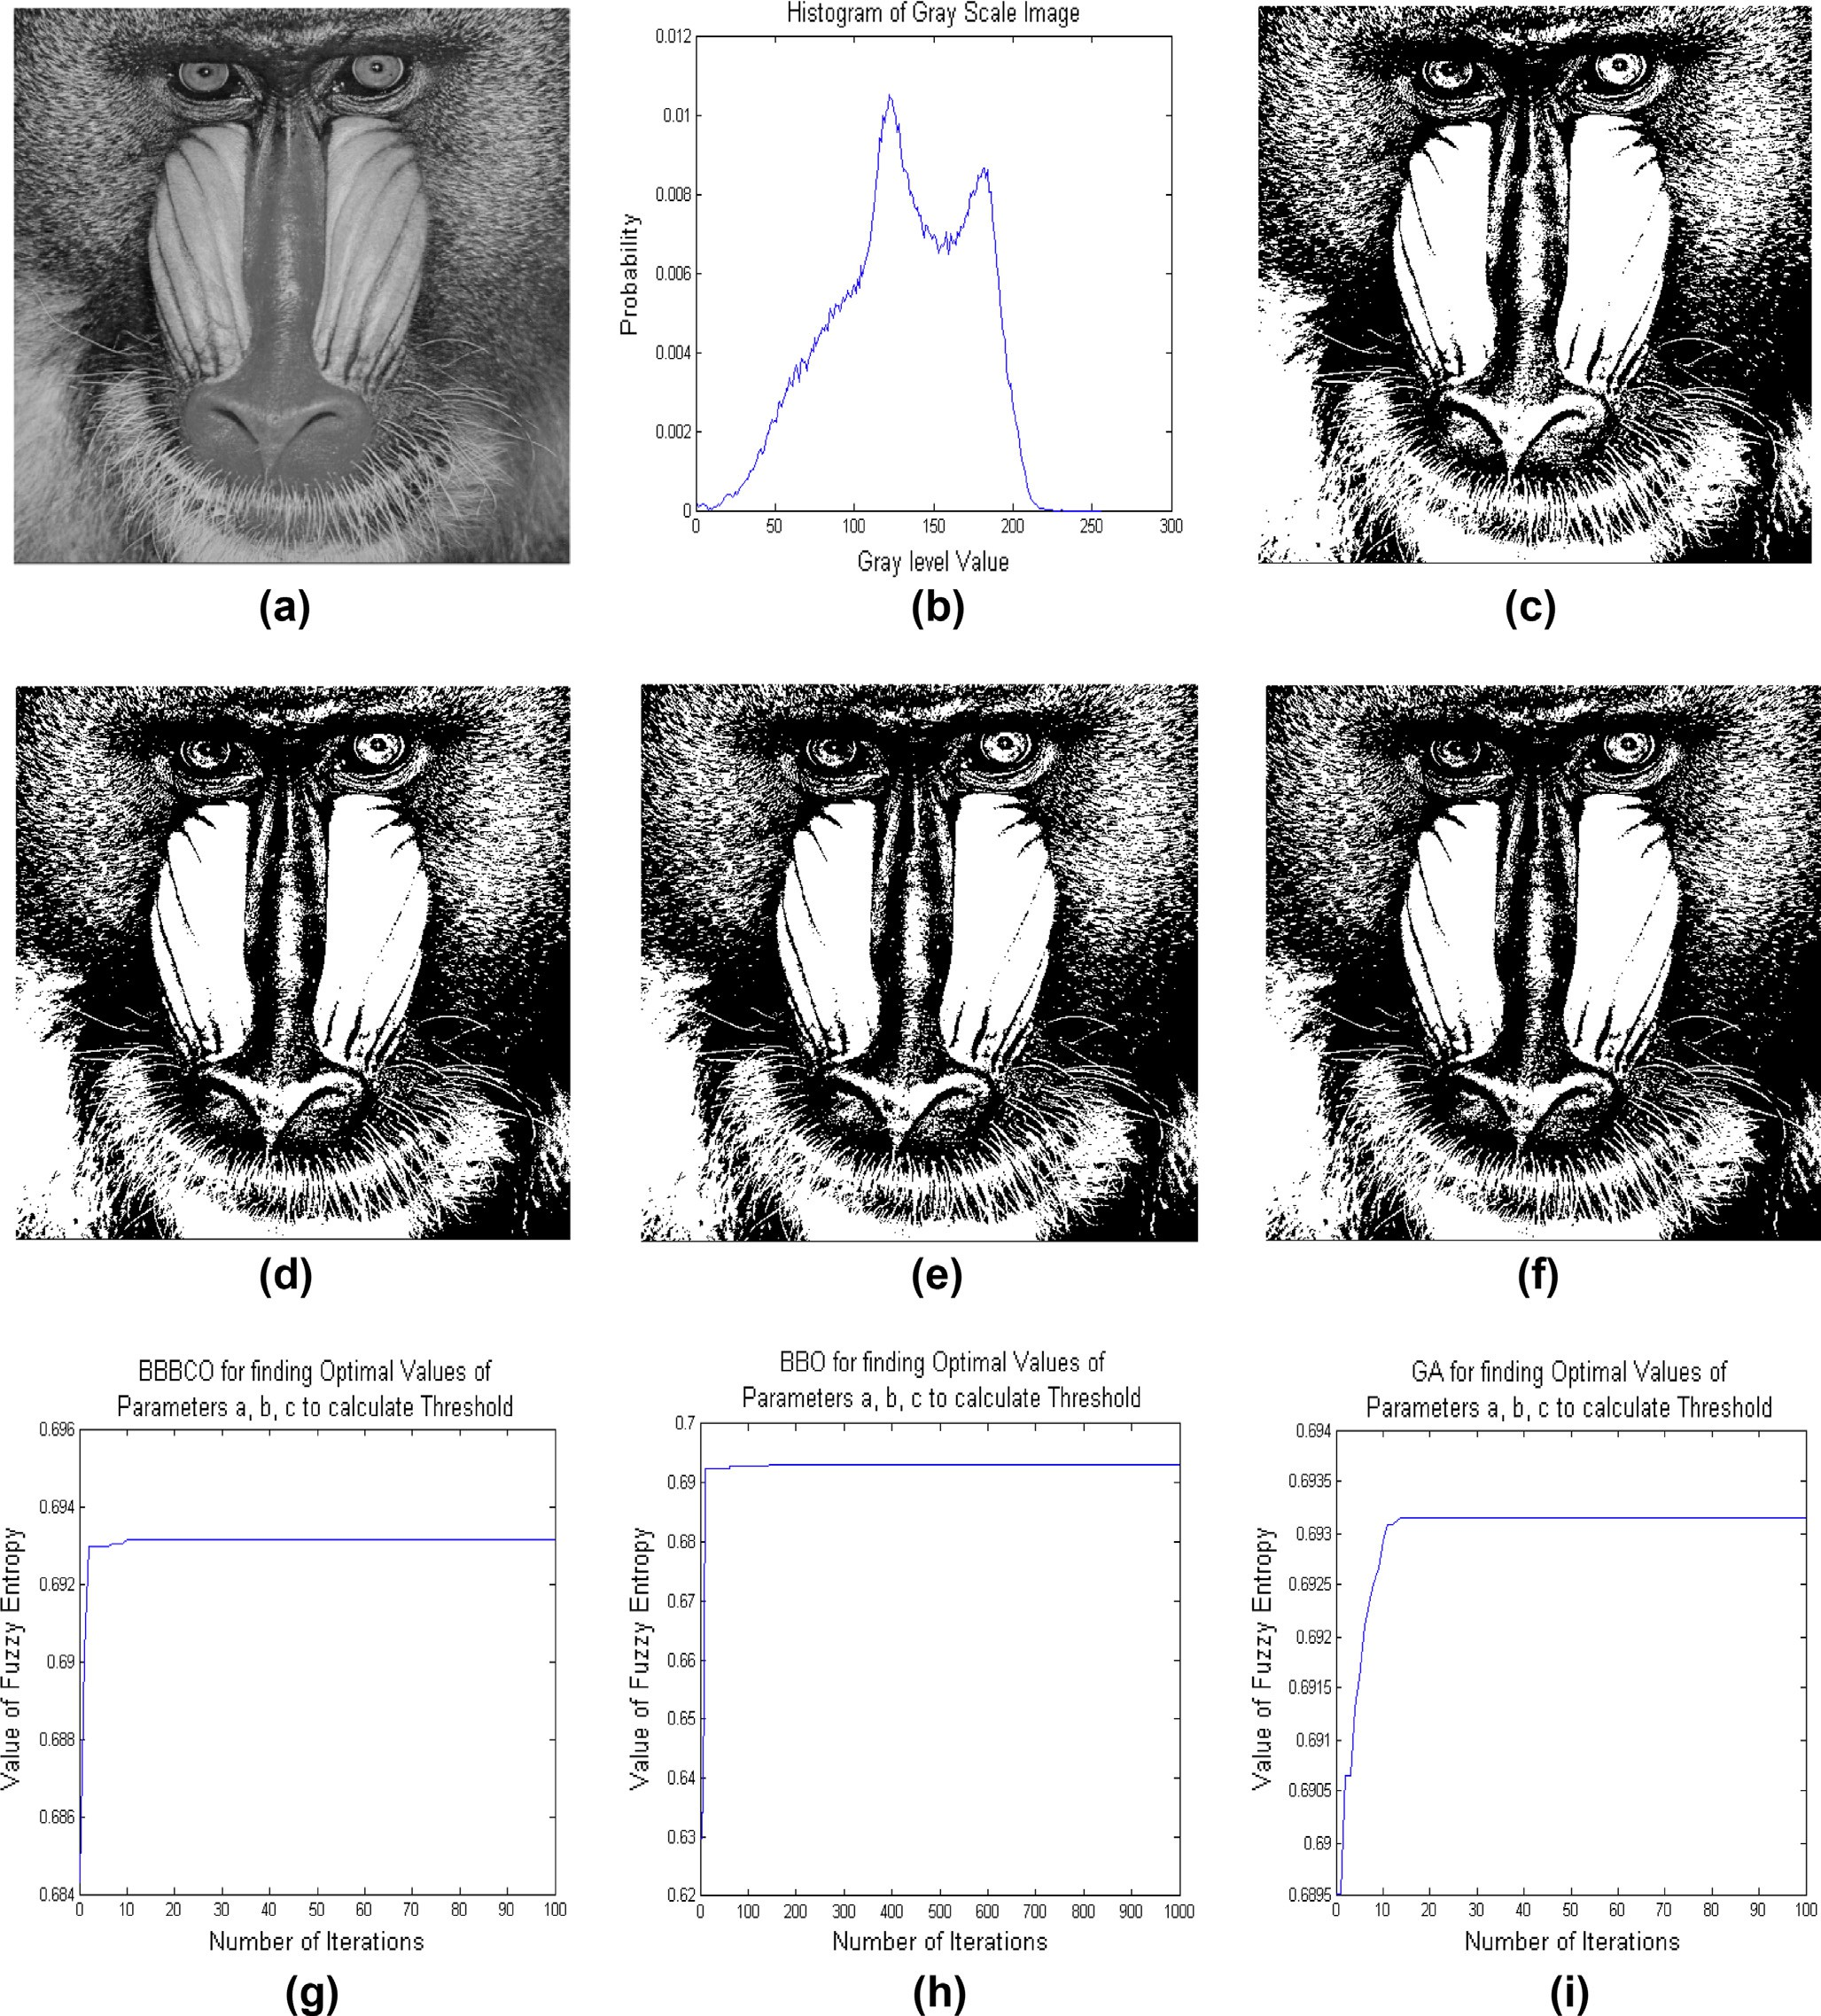 Histogram of Gray Scale Image
0.012
0.01
0.008
0.006
0.004
0.002
0
Probability
0 50 100 150 200 250 300
Gray level Value
(a) (b) (c)
(d) (e) (f)
BBBCO for finding Optimal Values of
Parameters a, b, c to calculate Threshold
0.696
0.694
0.692
0.69
0.688
0.686
0.684
Value of Fuzzy Entropy
0 10 20 30 40 50 60 70 80 90 100
Number of Iterations
(g)
BBO for finding Optimal Values of
Parameters a, b, c to calculate Threshold
0.7
0.69
0.68
0.67
0.66
0.65
0.64
0.63
0.62
Value of Fuzzy Entropy
0 100 200 300 400 500 600 700 800 900 1000
Number of Iterations
(h)
GA for finding Optimal Values of
Parameters a, b, c to calculate Threshold
0.694
0.6935
0.693
0.6925
0.692
0.6915
0.691
0.6905
0.69
0.6895
Value of Fuzzy Entropy
0 10 20 30 40 50 60 70 80 90 100
Number of Iterations
(i)